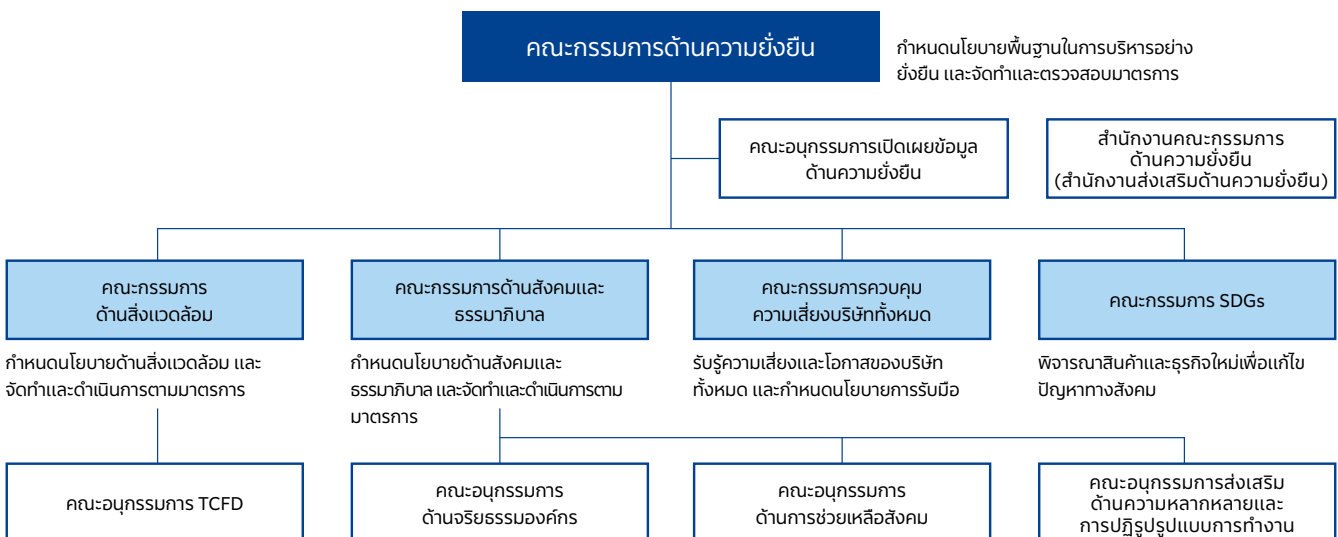 คณะกรรมการด้านความยั่งยืน
กำหนดนโยบายพื้นฐานในการบริหารอย่าง
ยั่งยืน และจัดทำและตรวจสอบมาตรการ
คณะอนุกรรมการเปิดเผยข้อมูล
ด้านความยั่งยืน
สำนักงานคณะกรรมการ
ด้านความยั่งยืน
(สำนักงานส่งเสริมด้านความยั่งยืน)
คณะกรรมการ
ด้านสิ่งแวดล้อม
กำหนดนโยบายด้านสิ่งแวดล้อม และ
จัดทำและดำเนินการตามมาตรการ
คณะกรรมการด้านสังคมและ
ธรรมาภิบาล
กำหนดนโยบายด้านสังคมและ
ธรรมาภิบาล และจัดทำและดำเนินการตาม
มาตรการ
คณะกรรมการควบคุม
ความเสี่ยงบริษัททั้งหมด
รับรู้ความเสี่ยงและโอกาสของบริษัท
ทั้งหมด และกำหนดนโยบายการรับมือ
คณะกรรมการ SDGs
พิจารณาสินค้าและธุรกิจใหม่เพื่อแก้ไข
ปัญหาทางสังคม
คณะอนุกรรมการ TCFD
คณะอนุกรรมการ
ด้านจริยธรรมองค์กร
คณะอนุกรรมการ
ด้านการช่วยเหลือสังคม
คณะอนุกรรมการส่งเสริม
ด้านความหลากหลายและ
การปฏิรูปรูปแบบการทำงาน